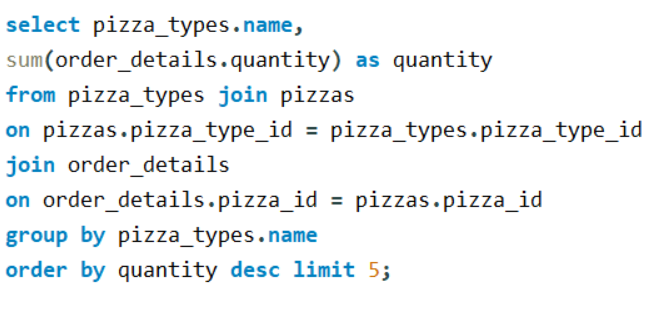 select pizza_types.name,
sum(order_details.quantity) as quantity
from pizza_types join pizzas
on pizzas.pizza_type_id = pizza_types.pizza_type_id
join order_details
on order_details.pizza_id = pizzas.pizza_id
group by pizza_types.name
order by quantity desc limit 5;